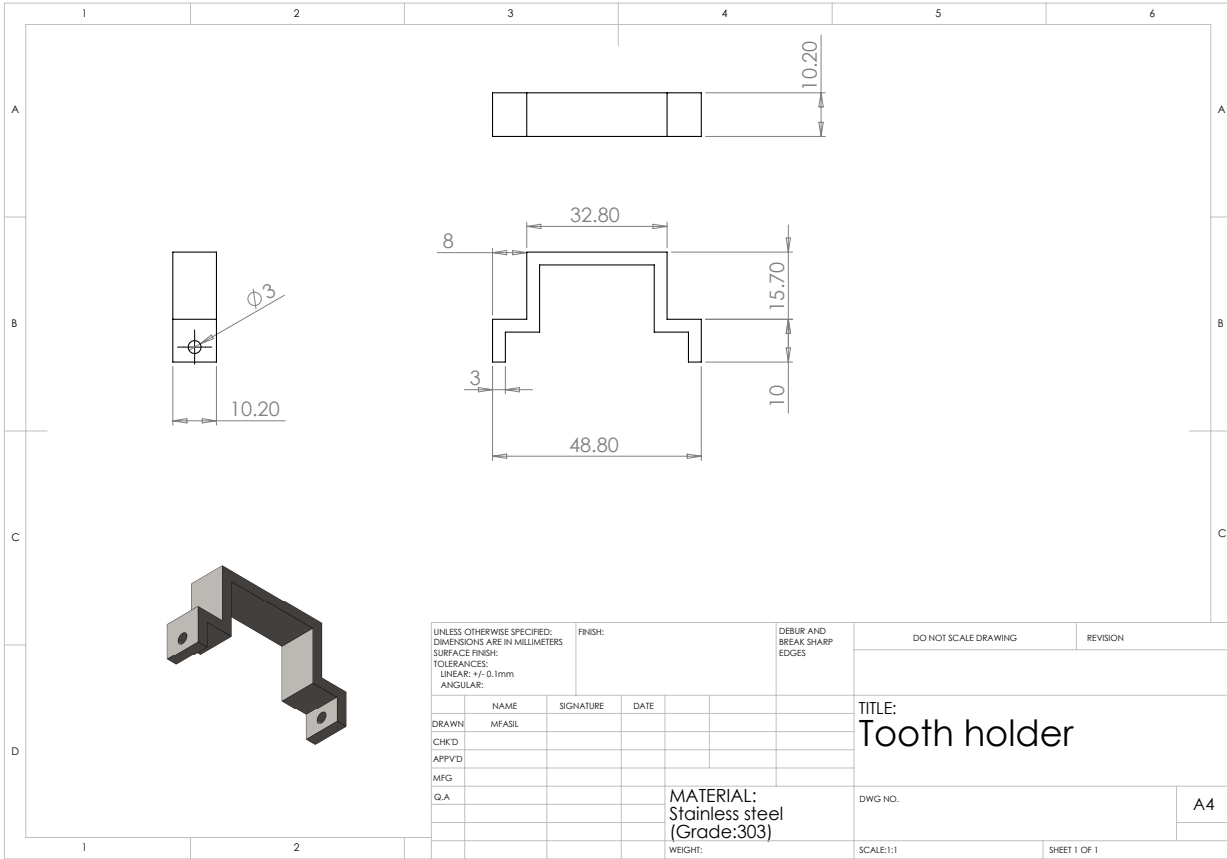 1 2 3 4 5 6
A A
10.20
32.80
8
15.70
B B
∅3
3
10
10.20
48.80
C C
UNLESS OTHERWISE SPECIFIED:
DIMENSIONS ARE IN MILLIMETERS
SURFACE FINISH:
TOLERANCES:
LINEAR: +/- 0.1mm
ANGULAR:
FINISH:
DEBUR AND
BREAK SHARP
EDGES
DO NOT SCALE DRAWING
REVISION
NAME SIGNATURE DATE
DRAWN MFASIL
CHK'D
APPV'D
MFG
Q.A
TITLE:
Tooth holder
D
MATERIAL:
Stainless steel
(Grade:303)
WEIGHT:
DWG NO.
A4
SCALE:1:1
SHEET 1 OF 1
1 2